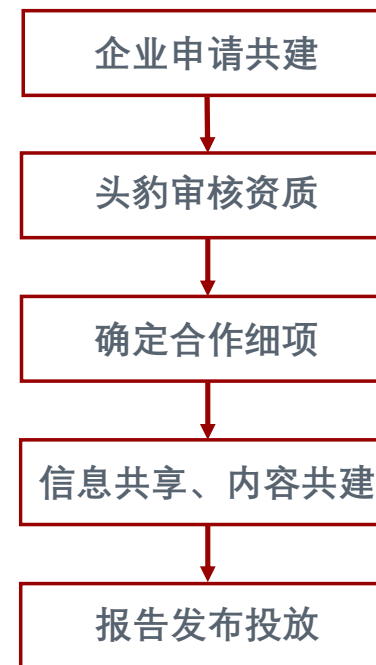 企业申请共建
头豹审核资质
确定合作细项
信息共享、内容共建
报告发布投放